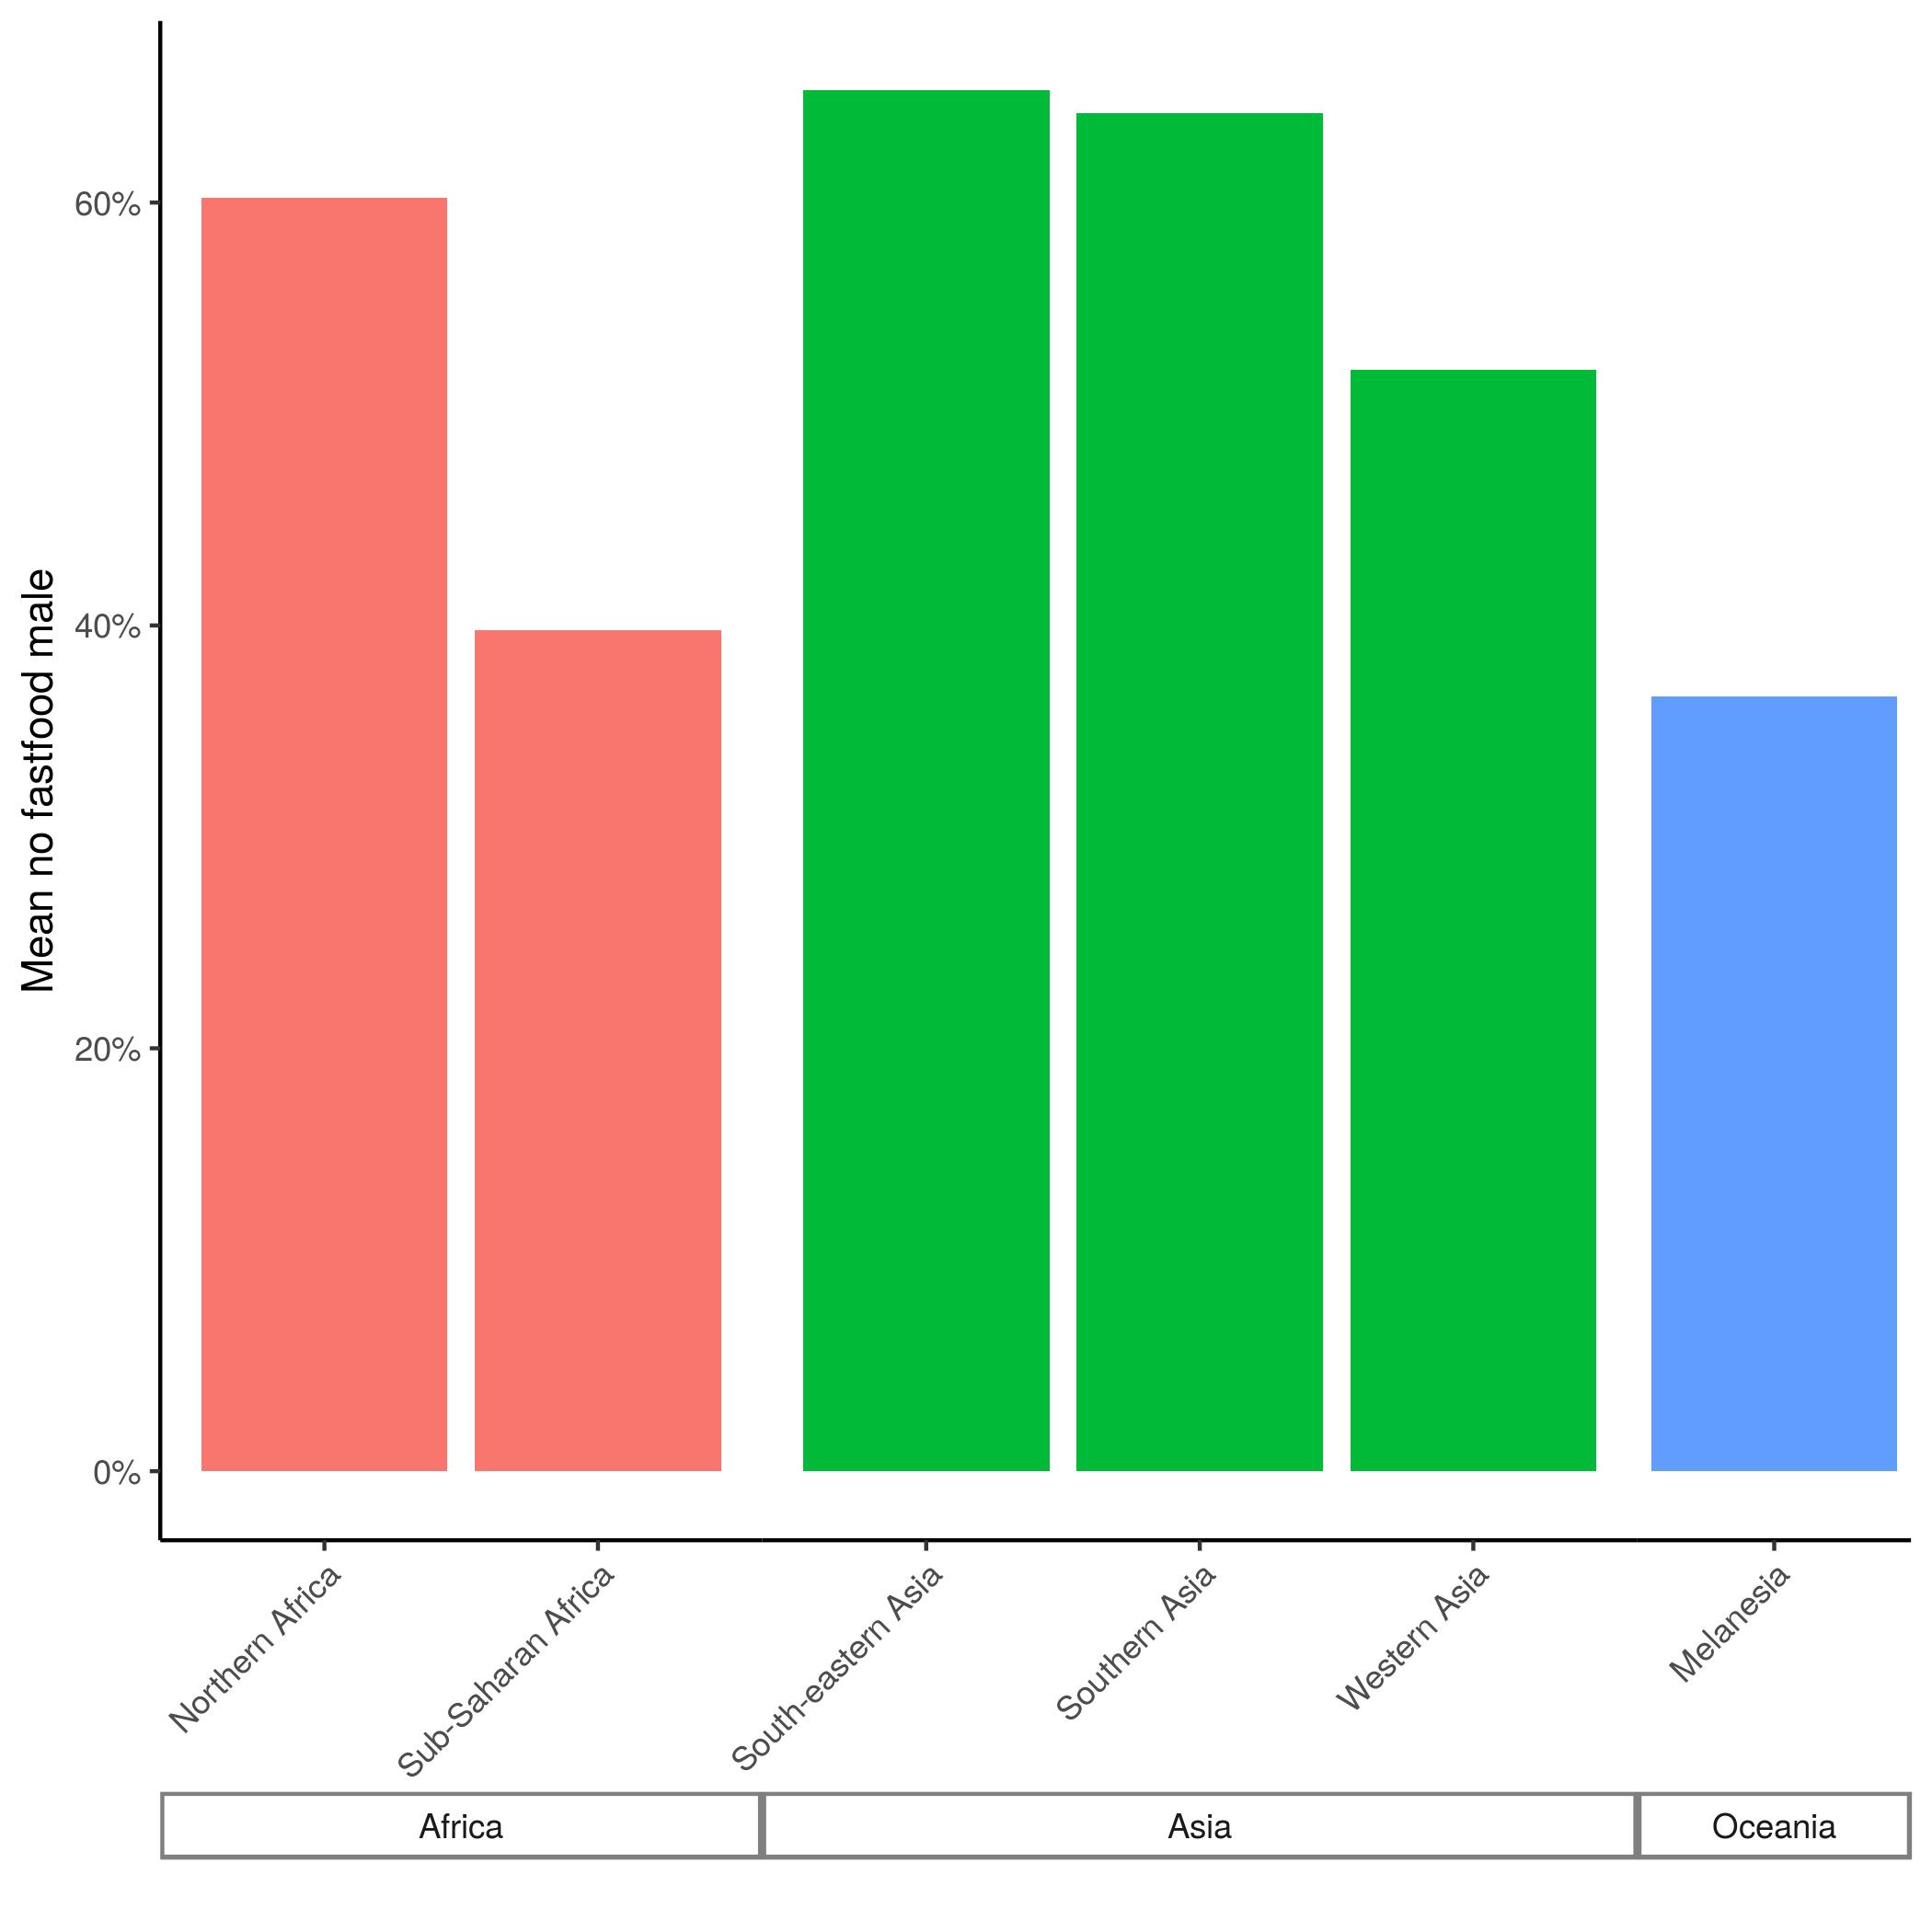 Mean no fastfood male
60%
40%
20%
0%
Northern Africa
Sub-Saharan Africa
South-eastern Asia
Southern Asia
Western Asia
Melanesia
Africa
Asia
Oceania